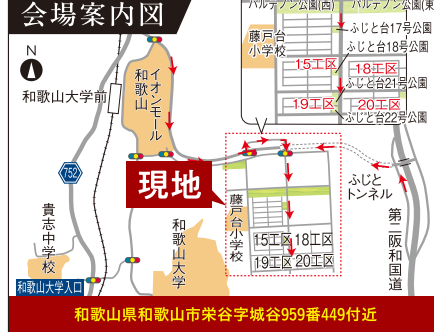 会場案内図
パルテノン公園(西)
パルテノン公園(東
藤戸台
小学校
ふじと台17号公園
ふじと台18号公園
15工区
18工区
ふじと台21号公園
19工区
20工区
ふじと台22号公園
N
和歌山大学前
イオンモール
和歌山
752
現地
ふじと
トンネル
第二阪和国道
貴志中学校
和歌山大学
藤戸台小学校
15工区
18工区
19工区
20工区
和歌山大学入口
和歌山県和歌山市栄谷字城谷959番449付近